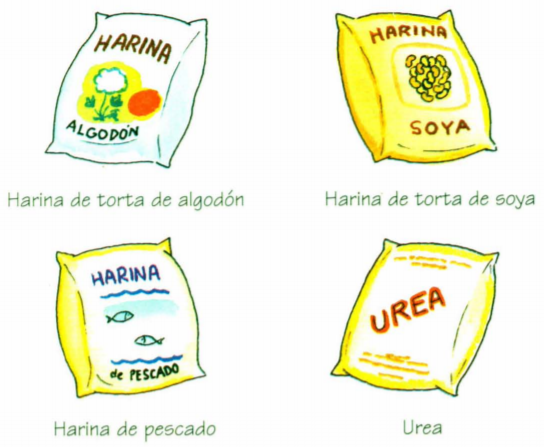 HARINA
ALGODÓN
HARINA
SOYA
Harina de torta de algodón
Harina de torta de soya
HARINA
de PESCADO
UREA
Harina de pescado
Urea